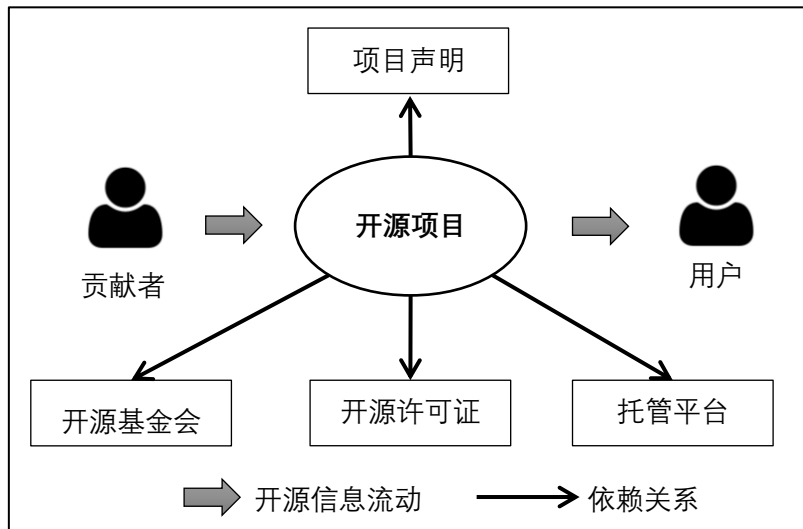 项目声明
开源项目
贡献者
用户
开源基金会
开源许可证
托管平台
开源信息流动
依赖关系